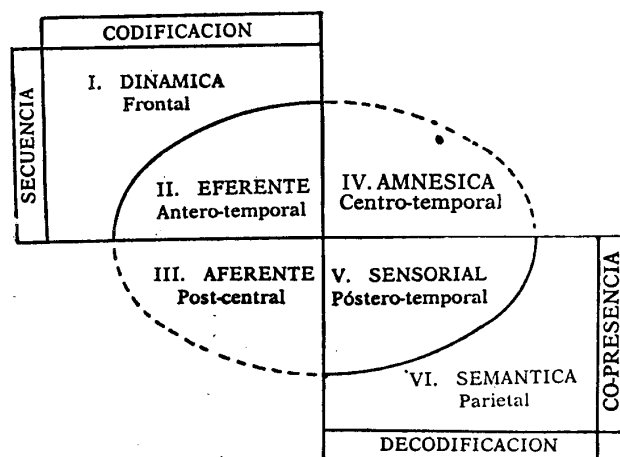 CODIFICACION
SECUENCIA
I. DINAMICA
Frontal
II. EFERENTE
Antero-temporal
IV. AMNESICA
Centro-temporal
III. AFERENTE
Post-central
V. SENSORIAL
Póstero-temporal
VI. SEMANTICA
Parietal
CO-PRESENCIA
DECODIFICACION